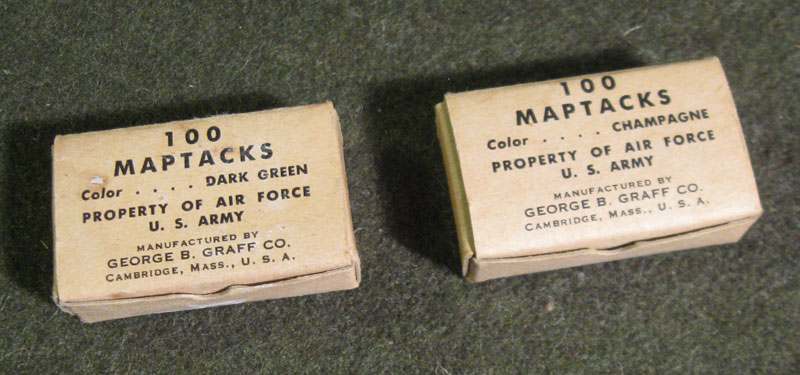 100
MAPTACKS
Color . . . . DARK GREEN
PROPERTY OF AIR FORCE
U. S. ARMY
MANUFACTURED BY
GEORGE B. GRAFF CO.
CAMBRIDGE, MASS., U. S. A.
100
MAPTACKS
Color . . . . CHAMPAGNE
PROPERTY OF AIR FORCE
U. S. ARMY
MANUFACTURED BY
GEORGE B. GRAFF CO.
CAMBRIDGE, MASS., U. S. A.